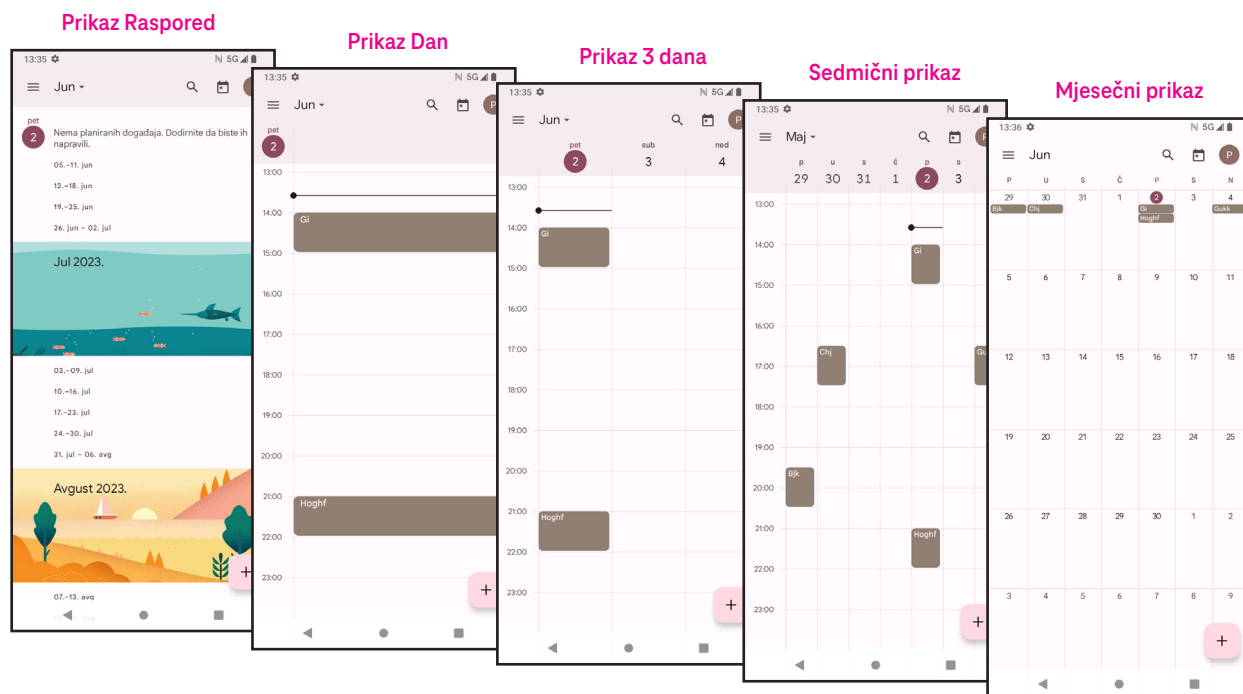 Prikaz Raspored
13:35 5G
Jun
pet
2
Nema planiranih događaja. Dodirnite da biste ih
napravili.
05.–11. jun
12.–18. jun
19.–25. jun
26. jun – 02. jul
Jul 2023.
03.–09. jul
10.–16. jul
17.–23. jul
24.–30. jul
31. jul – 06. avg
Avgust 2023.
07.–13. avg
Prikaz Dan
13:35 5G
Jun
pet
2
13:00
14:00
Gi
15:00
16:00
17:00
18:00
19:00
20:00
21:00
Hoghf
22:00
23:00
Prikaz 3 dana
13:35 5G
Jun P
pet sub ned
2 3 4
13:00
14:00
Gi
15:00
16:00
17:00
18:00
19:00
20:00
21:00
Hoghf
22:00
23:00
Sedmični prikaz
13:35 5G
Maj P
p u s č p s
29 30 31 1 2 3
13:00
14:00
Gi
15:00
16:00
Chj Gu
17:00
18:00
19:00
Bjk
20:00
21:00
Hoghf
22:00
23:00
Mjesečni prikaz
13:36 5G
Jun P
P U S Č P S N
29 30 31 1 2 3 4
Bjk Chj Gi Gukk
Hoghf
5 6 7 8 9 10 11
12 13 14 15 16 17 18
19 20 21 22 23 24 25
26 27 28 29 30 1 2
3 4 5 6 7 8 9